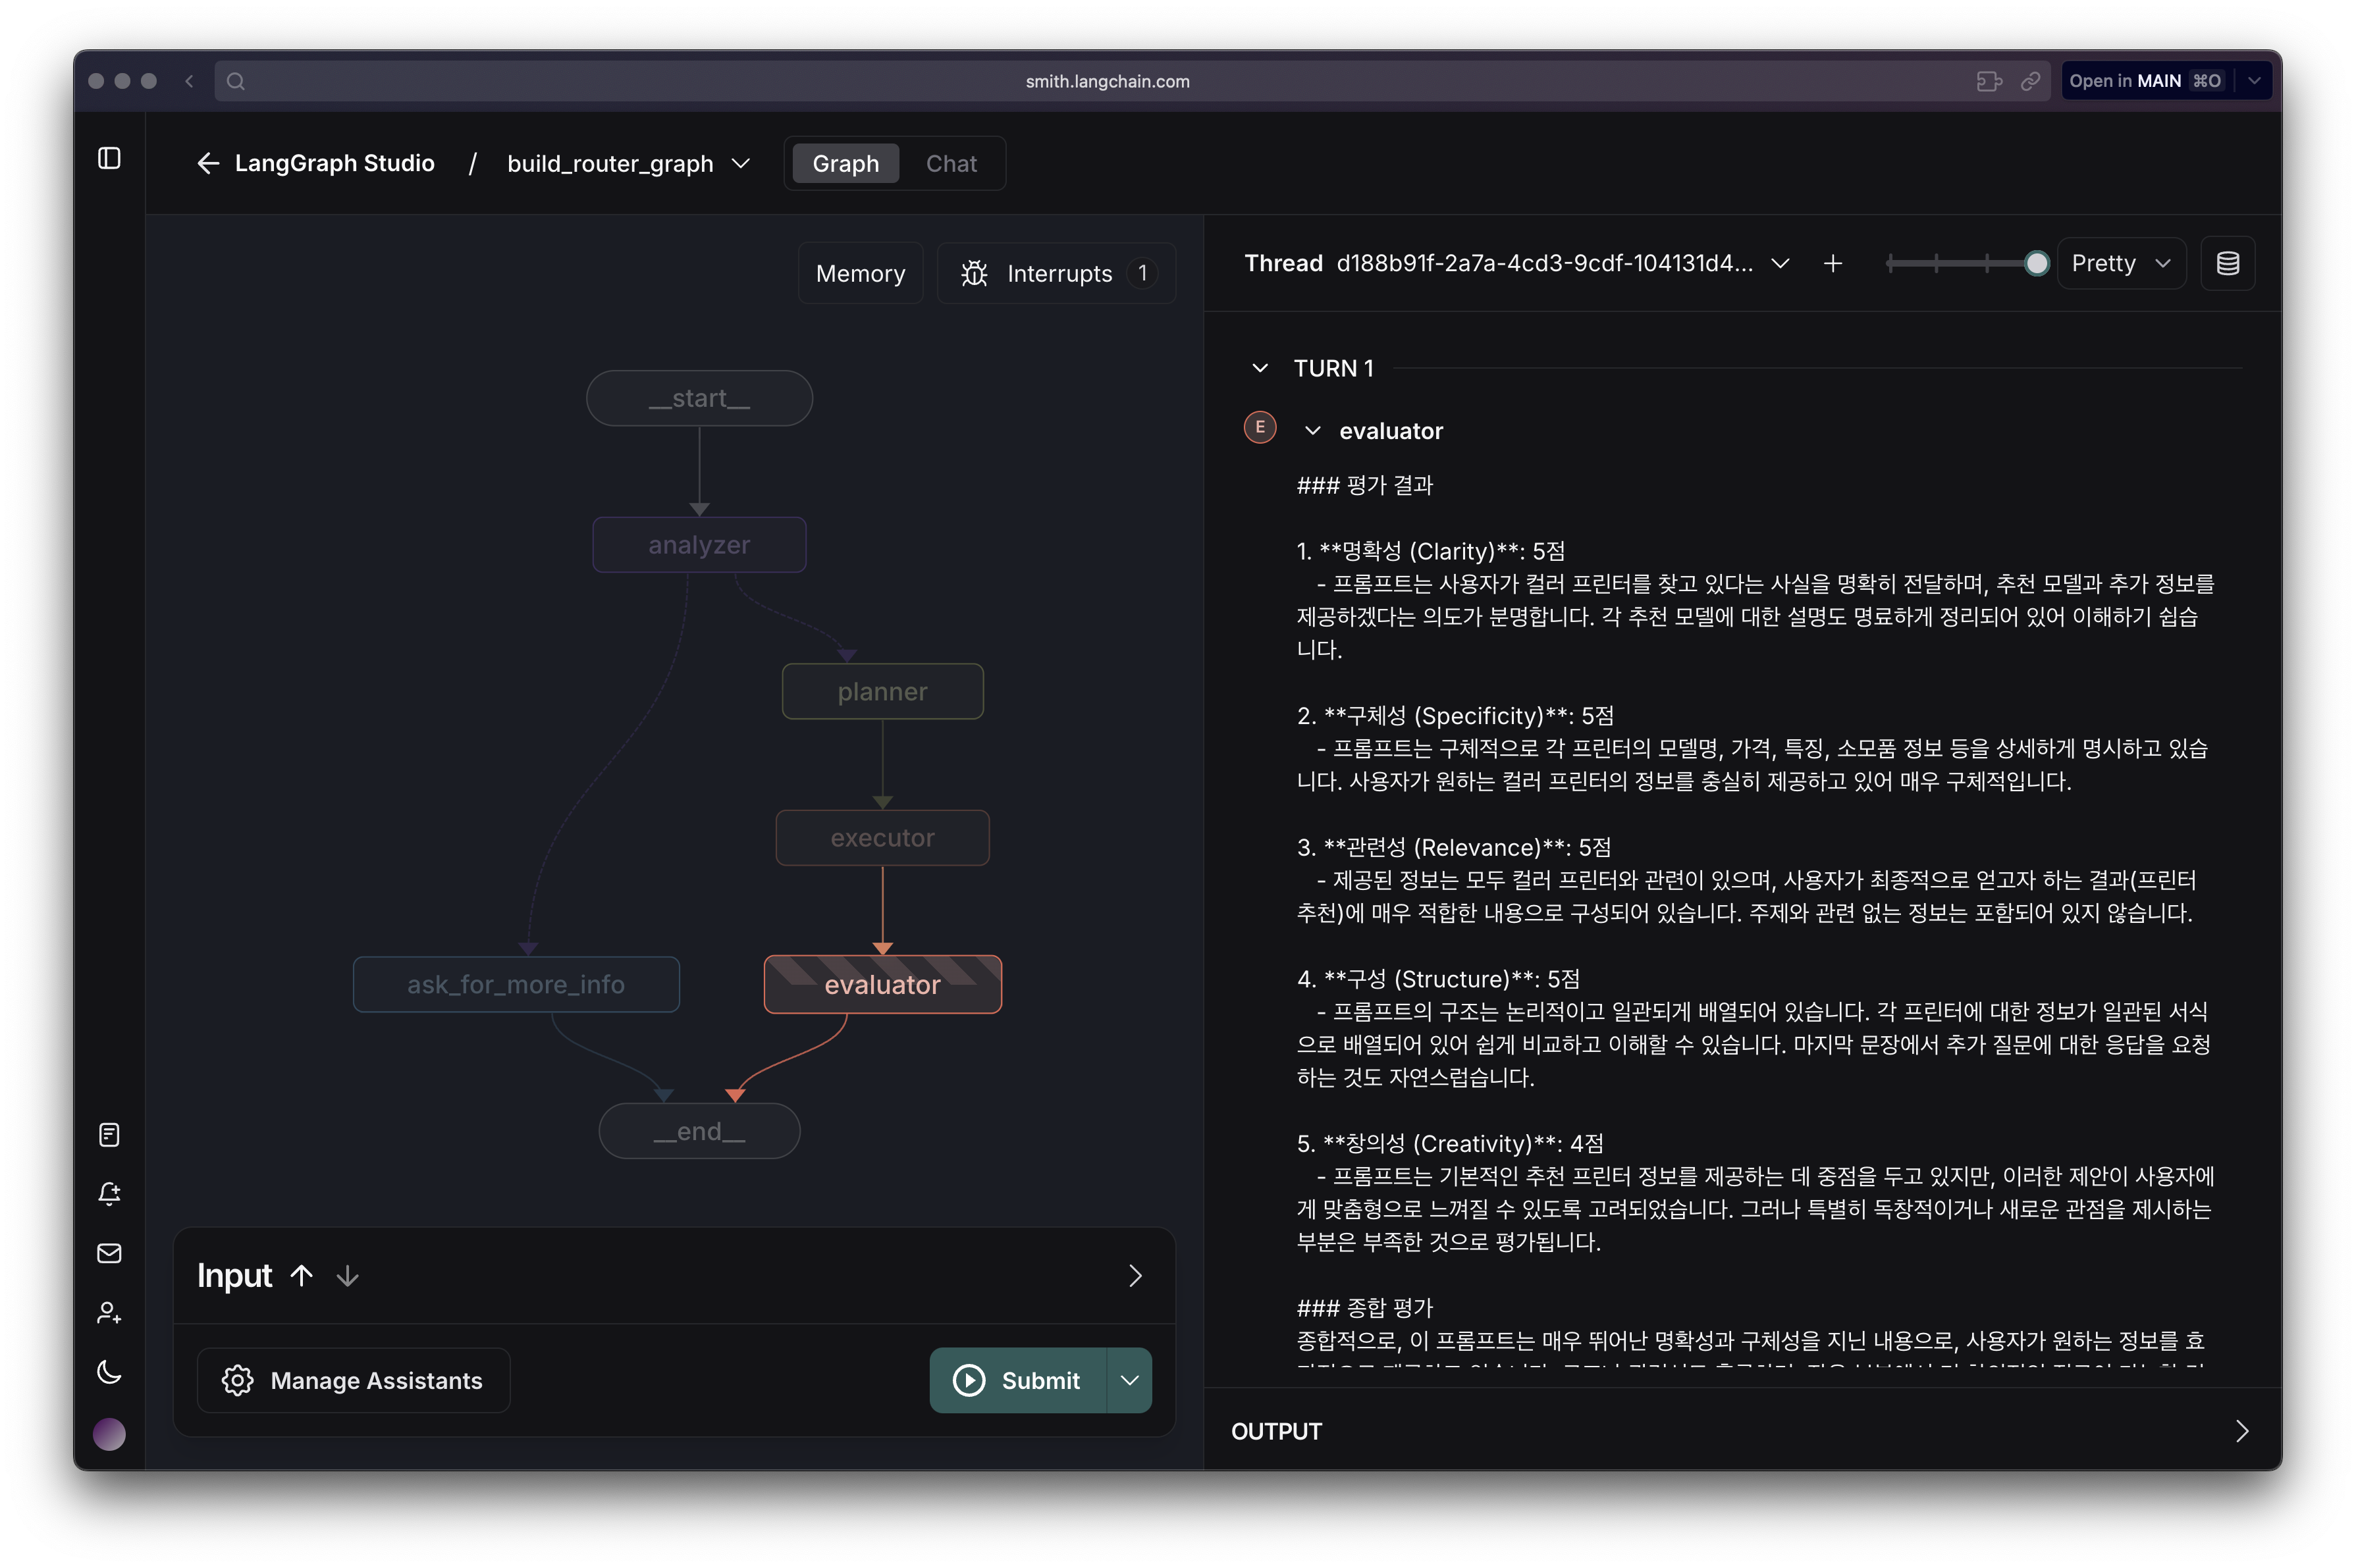 smith.langchain.com
Open in MAIN ⌘O
LangGraph Studio / build_router_graph
Graph
Chat
Memory
Interrupts 1
__start__
analyzer
planner
executor
ask_for_more_info
evaluator
__end__
Input
Manage Assistants
Submit
Thread d188b91f-2a7a-4cd3-9cdf-104131d4...
Pretty
TURN 1
E
evaluator
### 평가 결과
1. **명확성 (Clarity)**: 5점
- 프롬프트는 사용자가 컬러 프린터를 찾고 있다는 사실을 명확히 전달하며, 추천 모델과 추가 정보를
제공하겠다는 의도가 분명합니다. 각 추천 모델에 대한 설명도 명료하게 정리되어 있어 이해하기 쉽습
니다.
2. **구체성 (Specificity)**: 5점
- 프롬프트는 구체적으로 각 프린터의 모델명, 가격, 특징, 소모품 정보 등을 상세하게 명시하고 있습
니다. 사용자가 원하는 컬러 프린터의 정보를 충실히 제공하고 있어 매우 구체적입니다.
3. **관련성 (Relevance)**: 5점
- 제공된 정보는 모두 컬러 프린터와 관련이 있으며, 사용자가 최종적으로 얻고자 하는 결과(프린터
추천)에 매우 적합한 내용으로 구성되어 있습니다. 주제와 관련 없는 정보는 포함되어 있지 않습니다.
4. **구성 (Structure)**: 5점
- 프롬프트의 구조는 논리적이고 일관되게 배열되어 있습니다. 각 프린터에 대한 정보가 일관된 서식
으로 배열되어 있어 쉽게 비교하고 이해할 수 있습니다. 마지막 문장에서 추가 질문에 대한 응답을 요청
하는 것도 자연스럽습니다.
5. **창의성 (Creativity)**: 4점
- 프롬프트는 기본적인 추천 프린터 정보를 제공하는 데 중점을 두고 있지만, 이러한 제안이 사용자에
게 맞춤형으로 느껴질 수 있도록 고려되었습니다. 그러나 특별히 독창적이거나 새로운 관점을 제시하는
부분은 부족한 것으로 평가됩니다.
### 종합 평가
종합적으로, 이 프롬프트는 매우 뛰어난 명확성과 구체성을 지닌 내용으로, 사용자가 원하는 정보를 효
OUTPUT